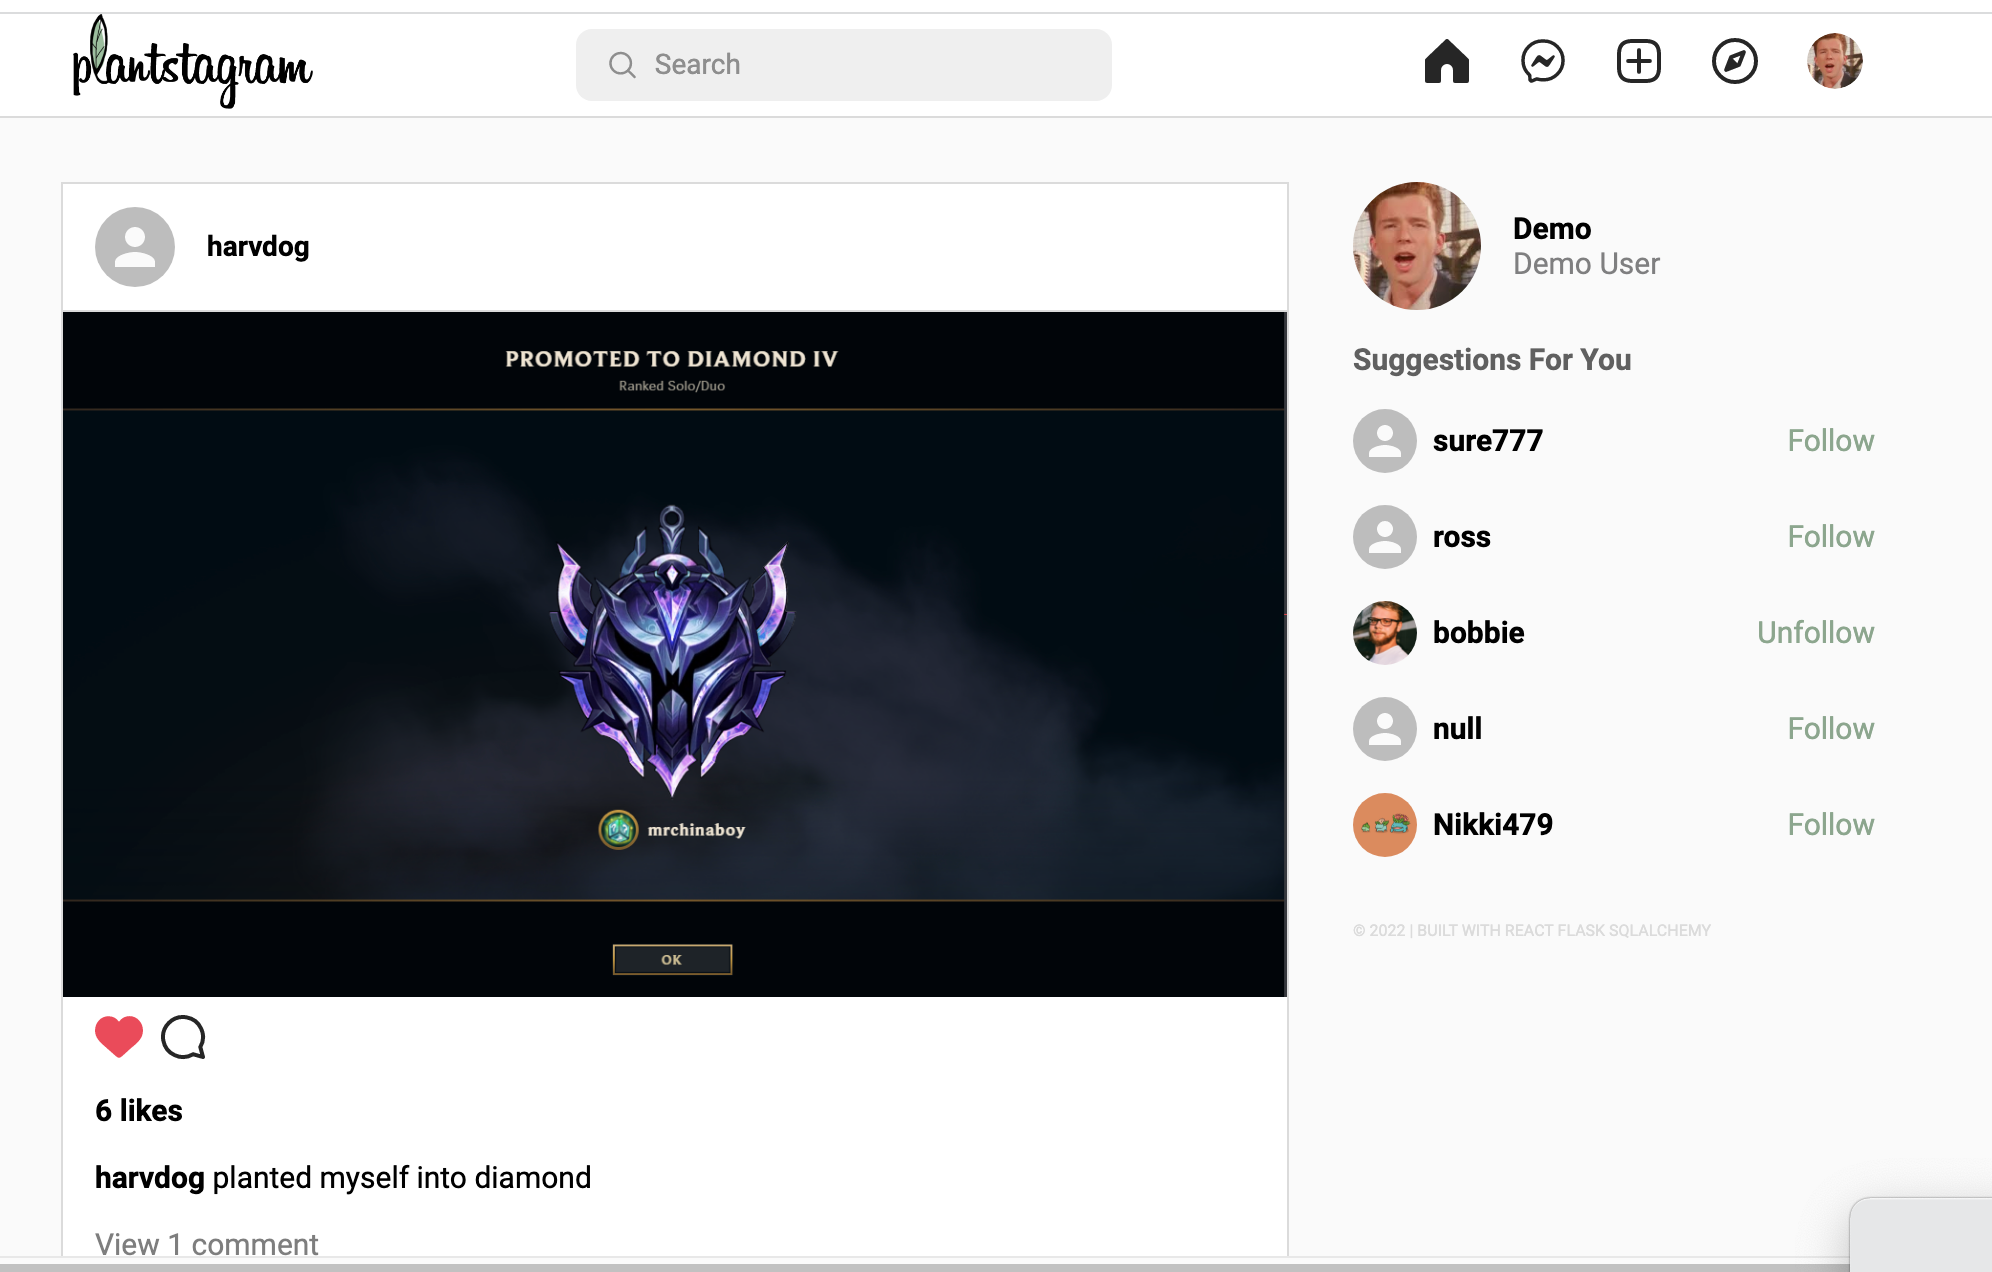 plantstagram
Search
harvdog
PROMOTED TO DIAMOND IV
Ranked Solo/Duo
mrchinaboy
OK
6 likes
harvdog planted myself into diamond
View 1 comment
Demo
Demo User
Suggestions For You
sure777 Follow
ross Follow
bobbie Unfollow
null Follow
Nikki479 Follow
© 2022 | BUILT WITH REACT FLASK SQLALCHEMY